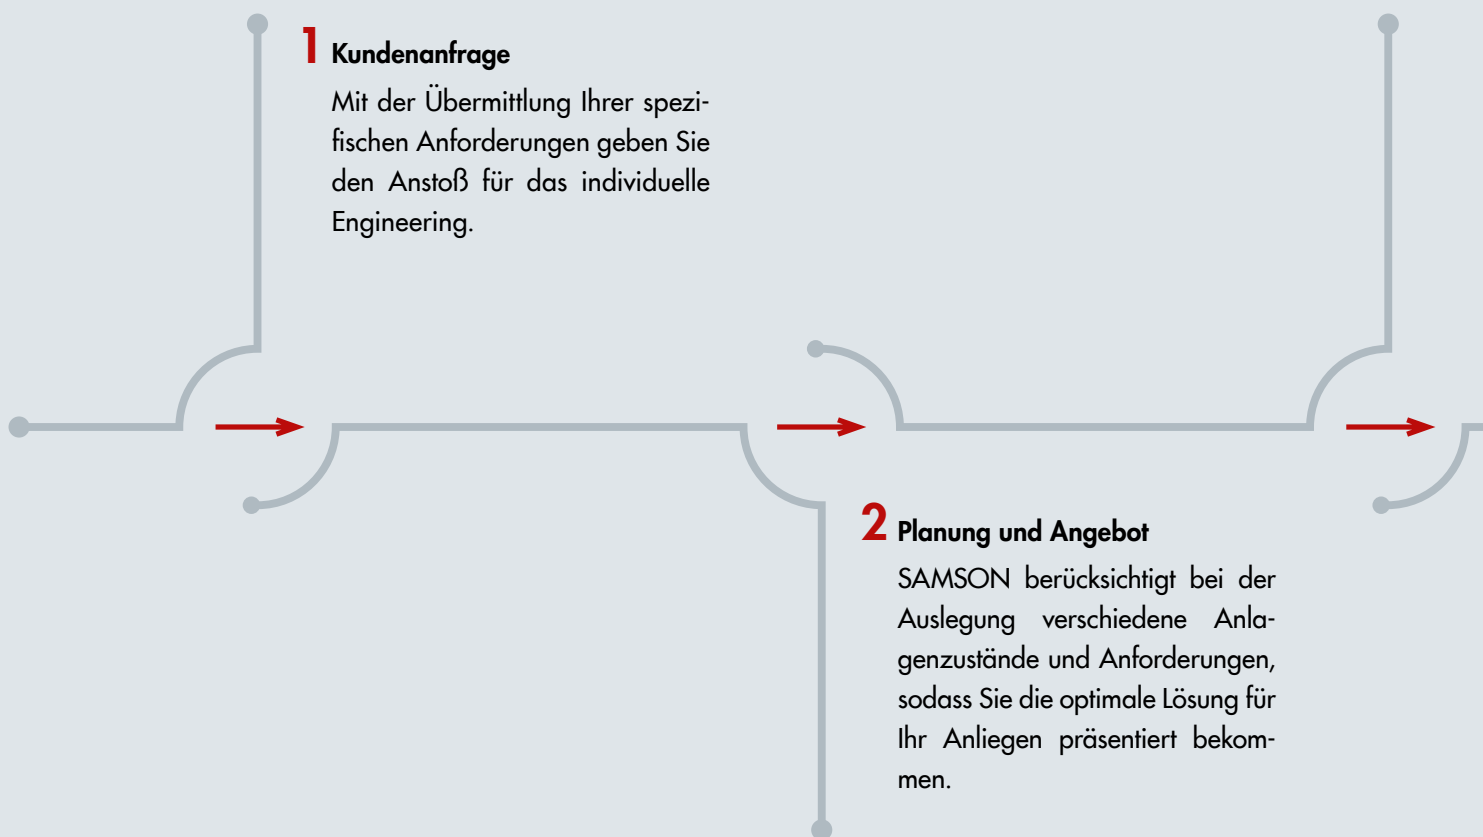 1 Kundenanfrage
Mit der Übermittlung Ihrer spezi-
fischen Anforderungen geben Sie
den Anstoß für das individuelle
Engineering.
2 Planung und Angebot
SAMSON berücksichtigt bei der
Auslegung verschiedene Anla-
genzustände und Anforderungen,
sodass Sie die optimale Lösung für
Ihr Anliegen präsentiert bekom-
men.